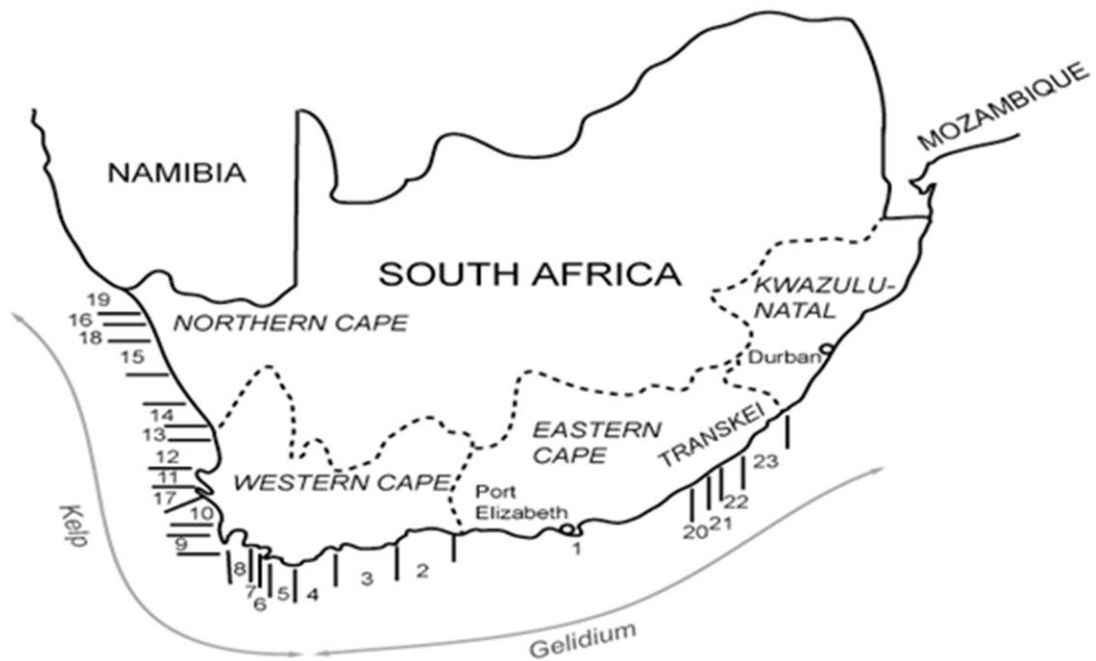 MOZAMBIQUE
NAMIBIA
SOUTH AFRICA
KWAZULU-
NATAL
19
16
NORTHERN CAPE
18
15
Durban
14
13
TRANSKEI
EASTERN
CAPE
12
11
WESTERN CAPE
17
Port
Elizabeth
10
9
23
22
21
20
1
8
7
6
5
4
3
2
Kelp
Gelidium